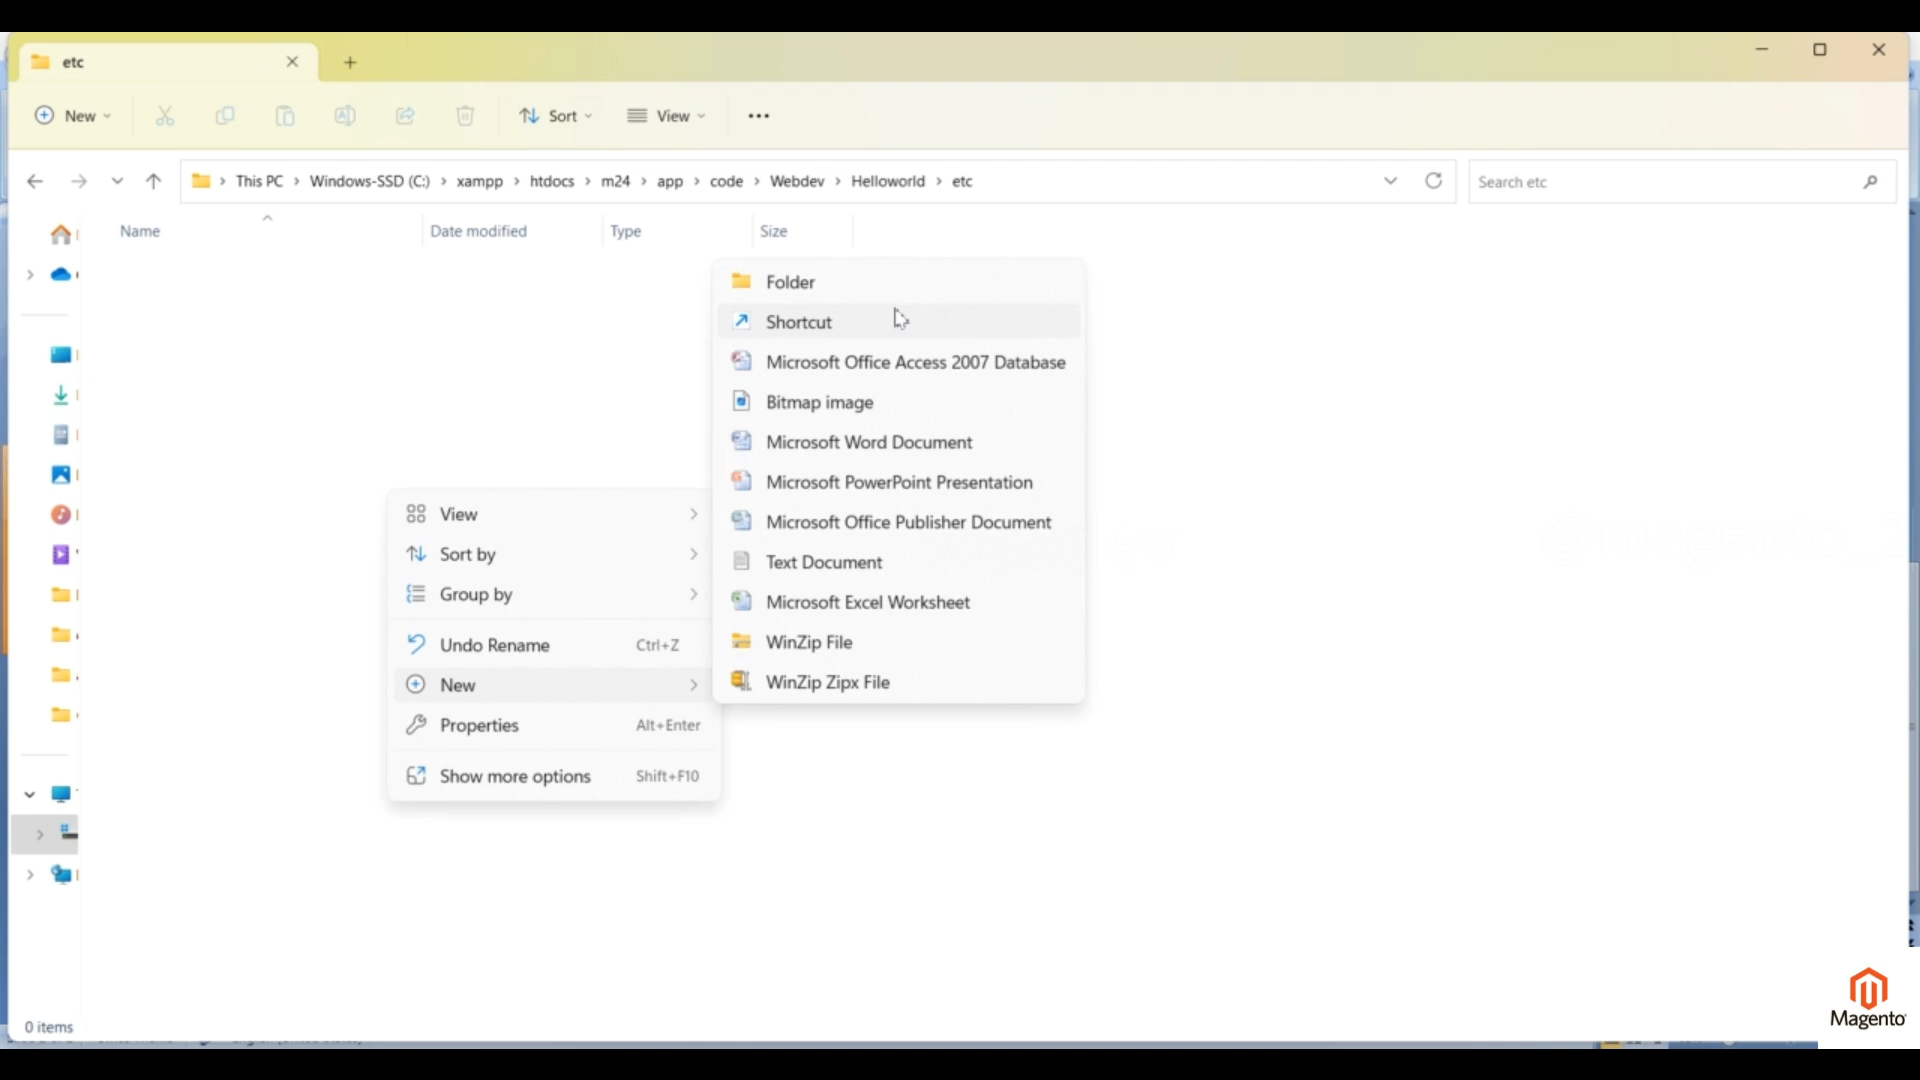 etc
New
Sort
View
This PC > Windows-SSD (C:) > xampp > htdocs > m24 > app > code > Webdev > Helloworld > etc
Search etc
Name
Date modified
Type
Size
Folder
Shortcut
Microsoft Office Access 2007 Database
Bitmap image
Microsoft Word Document
Microsoft PowerPoint Presentation
Microsoft Office Publisher Document
Text Document
Microsoft Excel Worksheet
WinZip File
WinZip Zipx File
View
Sort by
Group by
Undo Rename Ctrl+Z
New
Properties Alt+Enter
Show more options Shift+F10
0 items
Magento